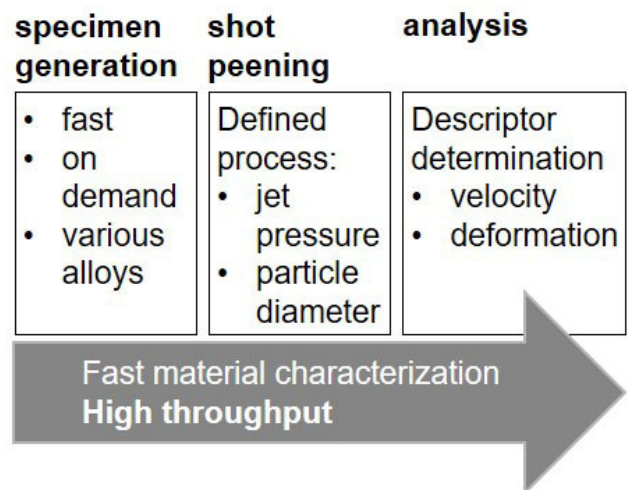 specimen generation
• fast
• on demand
• various alloys
shot peening
Defined process:
• jet pressure
• particle diameter
analysis
Descriptor determination
• velocity
• deformation
Fast material characterization
High throughput